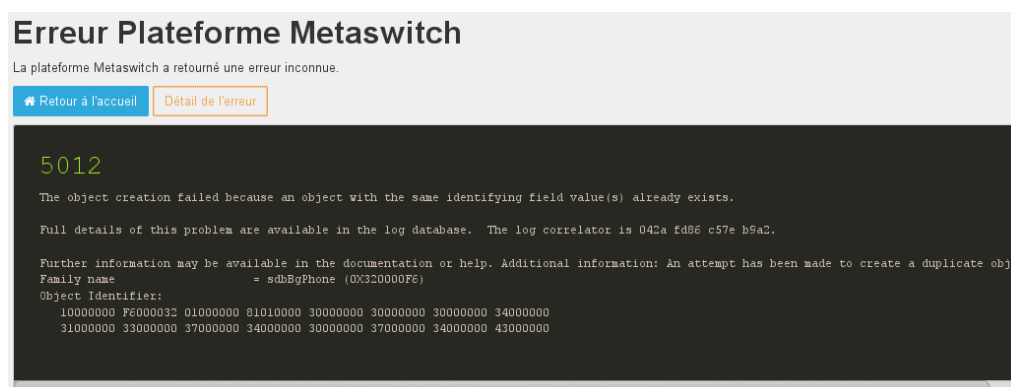 Erreur Plateforme Metaswitch
La plateforme Metaswitch a retourné une erreur inconnue.
Retour à l'accueil Détail de l'erreur
5012
The object creation failed because an object with the same identifying field value(s) already exists.
Full details of this problem are available in the log database. The log correlator is 042a fd86 c57e b9a2.
Further information may be available in the documentation or help. Additional information: An attempt has been made to create a duplicate obj
Family name = sdbBgPhone (0X320000F6)
Object Identifier:
10000000 F6000032 01000000 81010000 30000000 30000000 30000000 34000000
31000000 33000000 37000000 34000000 30000000 37000000 34000000 43000000